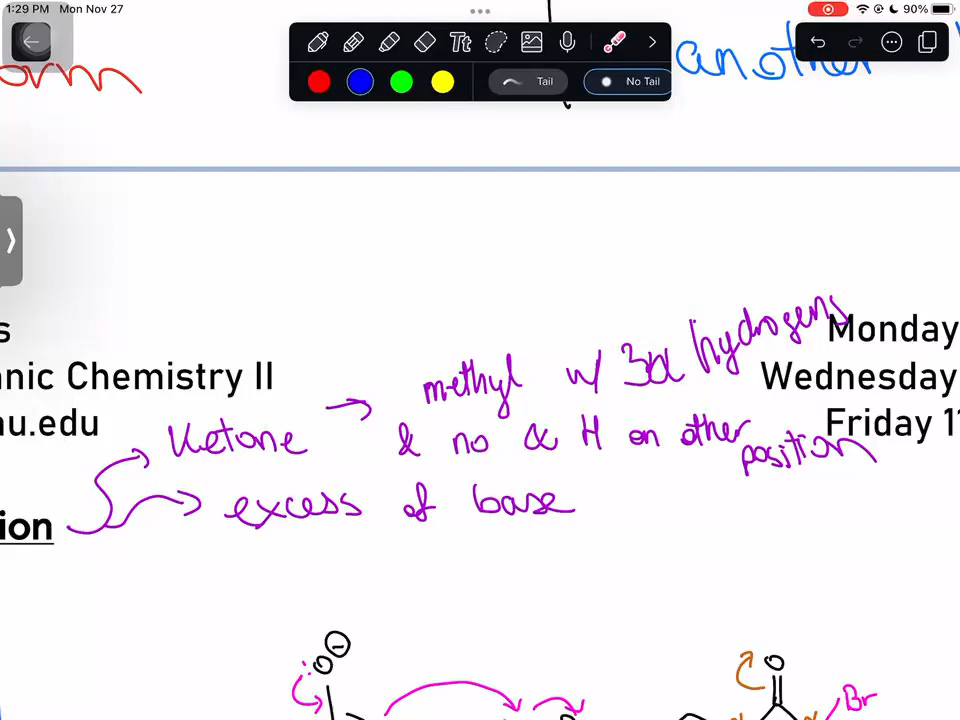 1:29 PM Mon Nov 27
90%
Tt
Tail
No Tail
another
hydrogens
s
Monday
methyl w/ 3α
nic Chemistry II
Wednesday
u.edu
Ketone → & no α H on other
Friday 1
position
→ excess of base
ion
O
O
Br